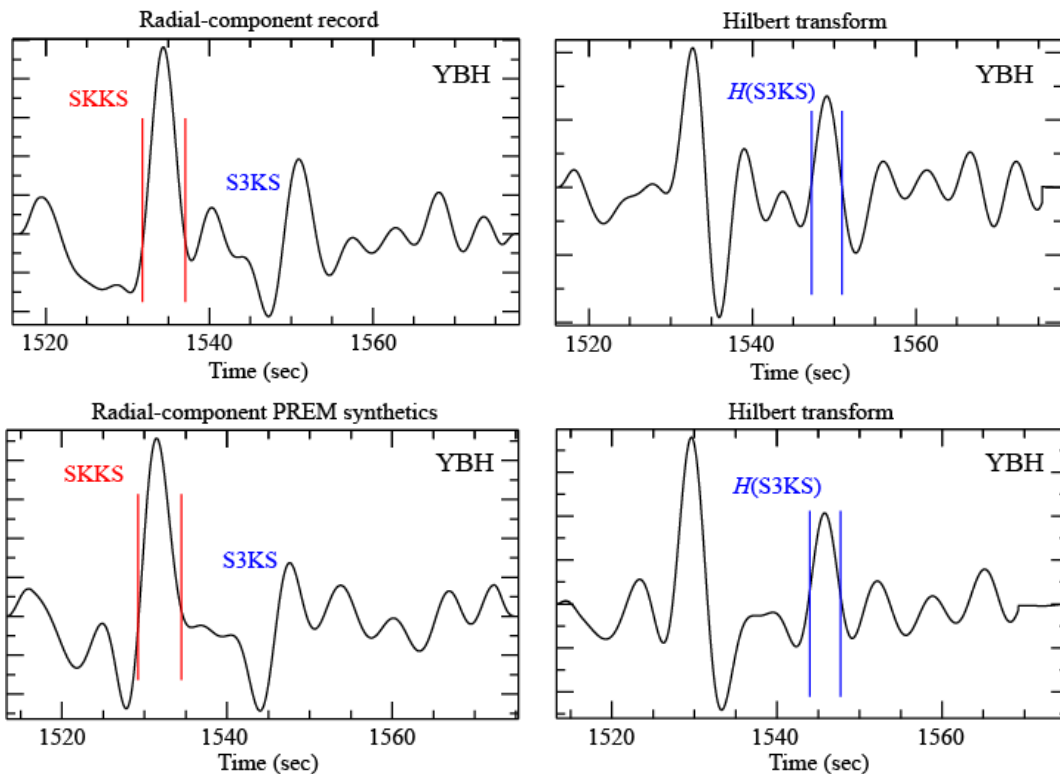 Radial-component record
YBH
SKKS
S3KS
1520 1540 1560
Time (sec)
Hilbert transform
YBH
H(S3KS)
1520 1540 1560
Time (sec)
Radial-component PREM synthetics
YBH
SKKS
S3KS
1520 1540 1560
Time (sec)
Hilbert transform
YBH
H(S3KS)
1520 1540 1560
Time (sec)